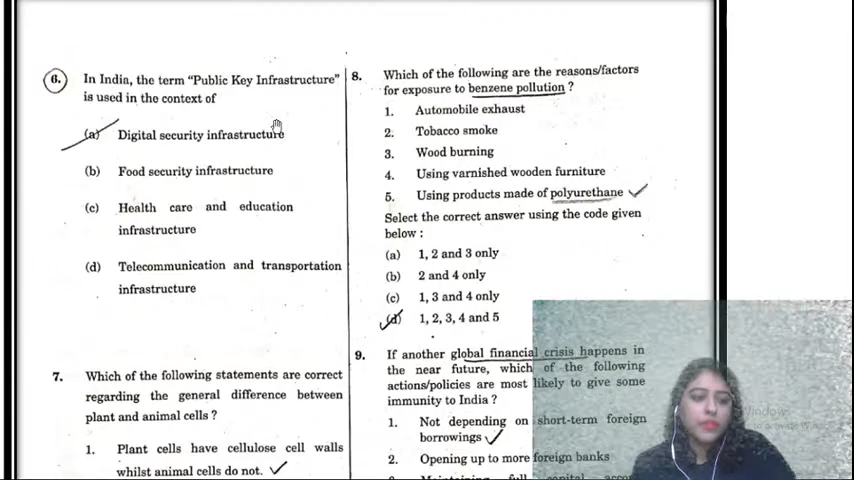 6.
In India, the term "Public Key Infrastructure"
is used in the context of
(a) Digital security infrastructure
(b) Food security infrastructure
(c) Health care and education
infrastructure
(d) Telecommunication and transportation
infrastructure
7. Which of the following statements are correct
regarding the general difference between
plant and animal cells ?
1. Plant cells have cellulose cell walls
whilst animal cells do not.
8. Which of the following are the reasons/factors
for exposure to benzene pollution ?
1. Automobile exhaust
2. Tobacco smoke
3. Wood burning
4. Using varnished wooden furniture
5. Using products made of polyurethane
Select the correct answer using the code given
below :
(a) 1, 2 and 3 only
(b) 2 and 4 only
(c) 1, 3 and 4 only
(d) 1, 2, 3, 4 and 5
9. If another global financial crisis happens in
the near future, which of the following
actions/policies are most likely to give some
immunity to India ?
1. Not depending on short-term foreign
borrowings
2. Opening up to more foreign banks
Maintaining full capital